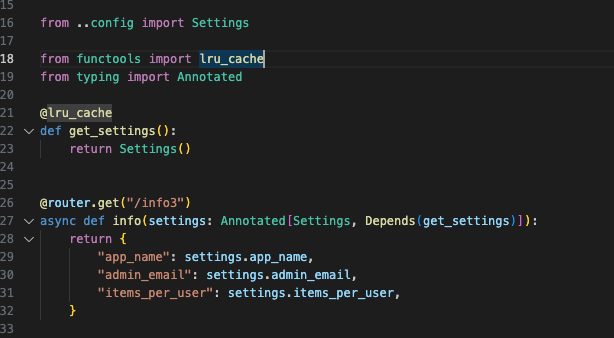 15
16 from ..config import Settings
17
18 from functools import lru_cache
19 from typing import Annotated
20
21 @lru_cache
22 def get_settings():
23     return Settings()
24
25
26 @router.get("/info3")
27 async def info(settings: Annotated[Settings, Depends(get_settings)]):
28     return {
29         "app_name": settings.app_name,
30         "admin_email": settings.admin_email,
31         "items_per_user": settings.items_per_user,
32     }
33